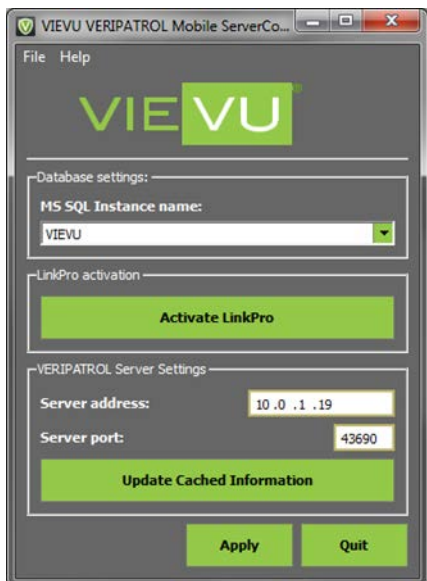 VIEVU VERIPATROL Mobile ServerCo...
File Help
VIEVU®
Database settings:
MS SQL Instance name:
VIEVU
LinkPro activation
Activate LinkPro
VERIPATROL Server Settings
Server address: 10 .0 .1 .19
Server port: 43690
Update Cached Information
Apply Quit